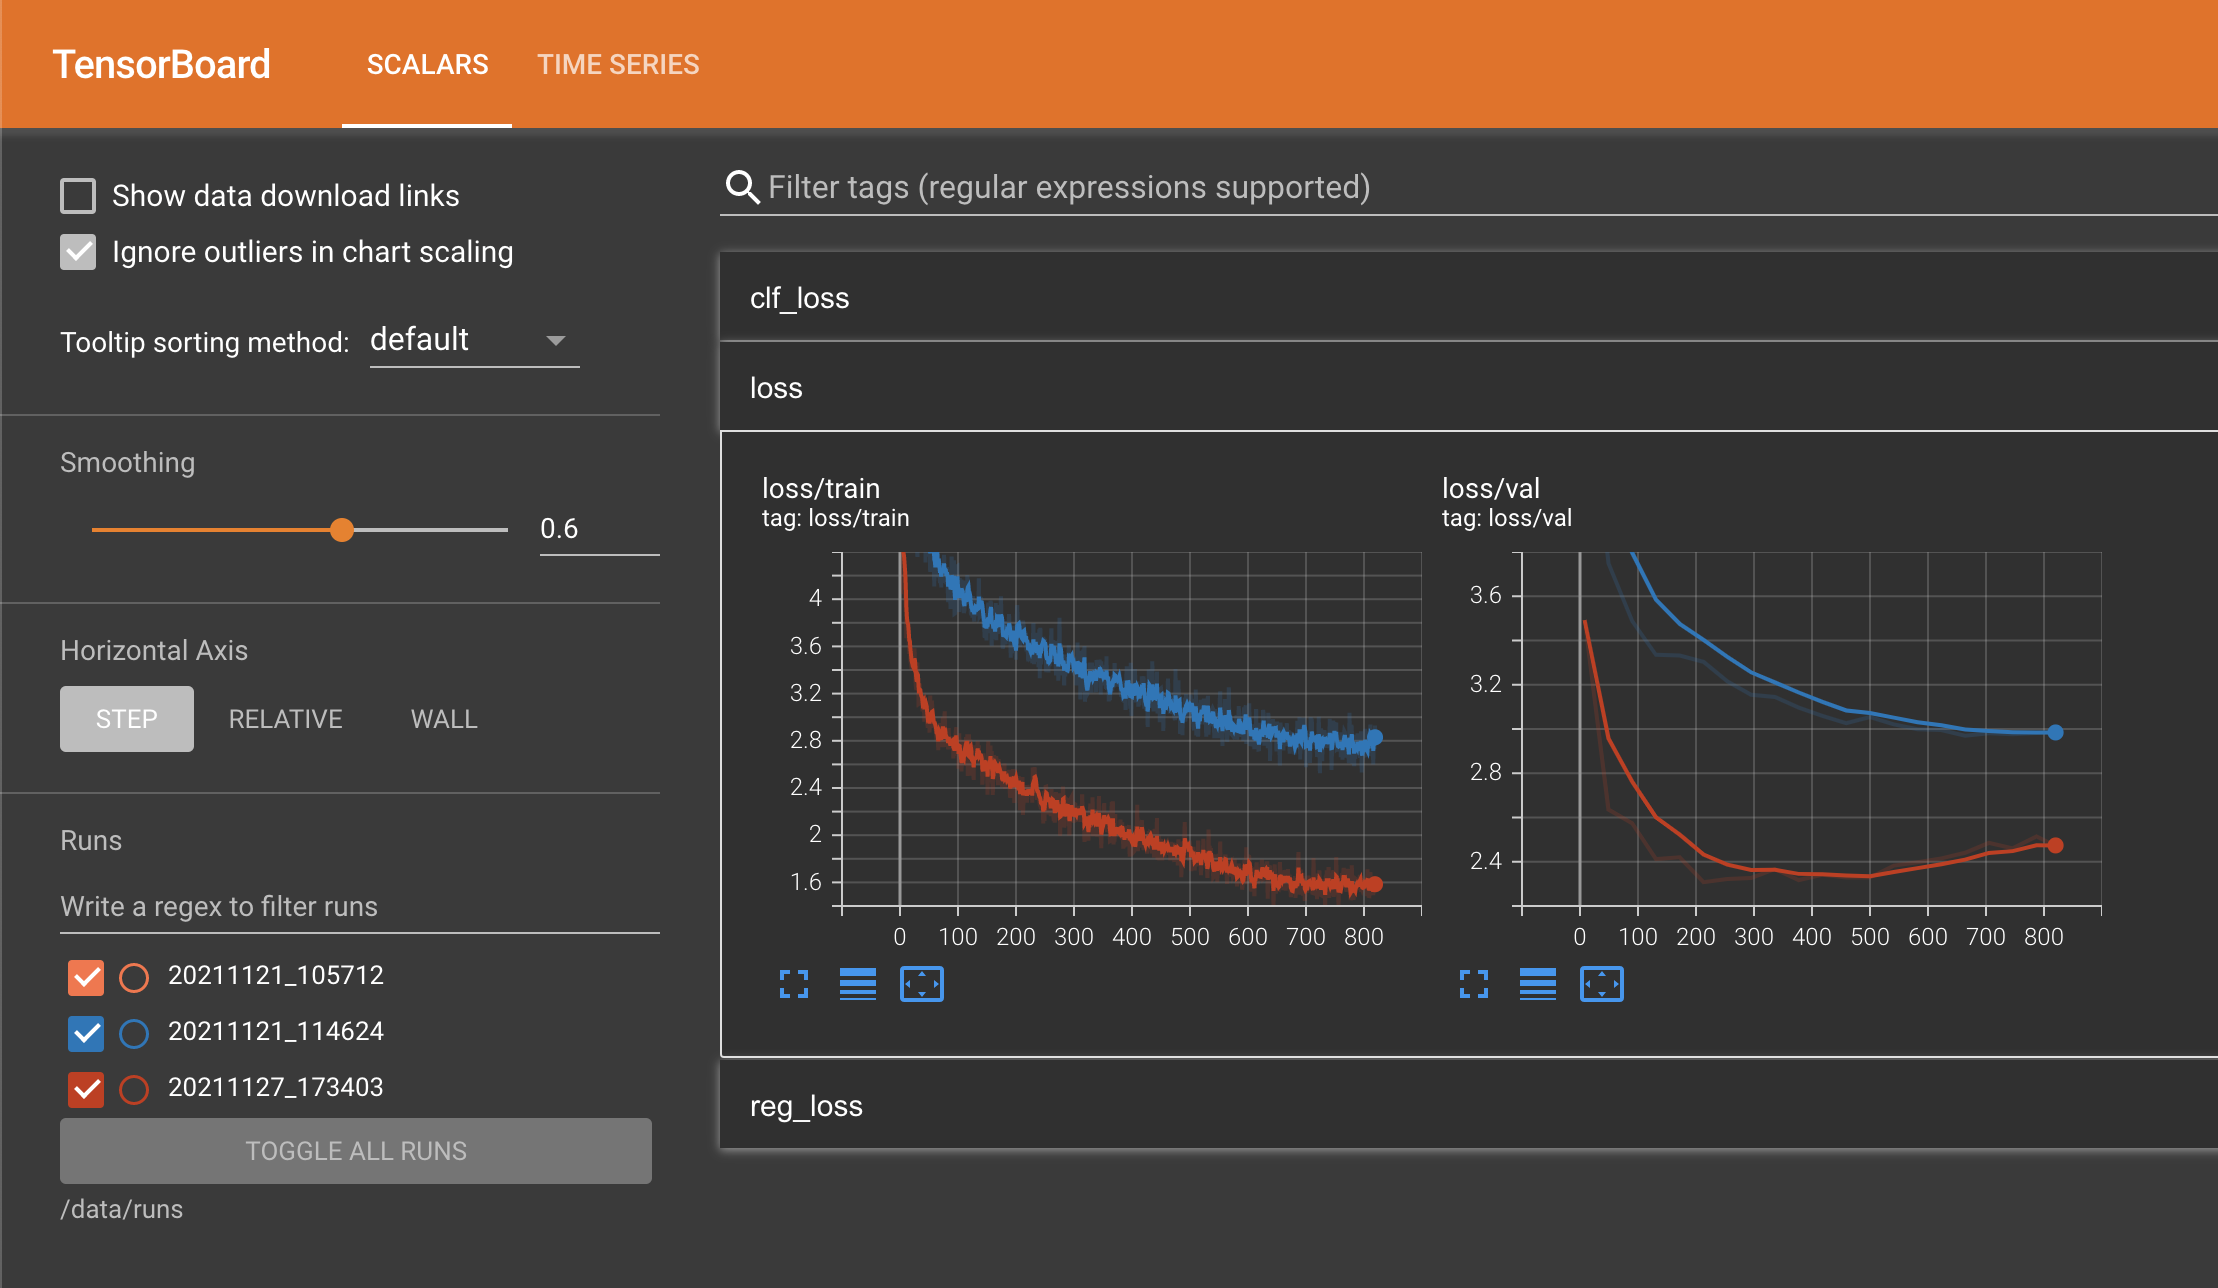 TensorBoard SCALARS TIME SERIES
Show data download links
Ignore outliers in chart scaling
Tooltip sorting method: default
Smoothing
0.6
Horizontal Axis
STEP RELATIVE WALL
Runs
Write a regex to filter runs
20211121_105712
20211121_114624
20211127_173403
TOGGLE ALL RUNS
/data/runs
Filter tags (regular expressions supported)
clf_loss
loss
loss/train
tag: loss/train
4
3.6
3.2
2.8
2.4
2
1.6
0 100 200 300 400 500 600 700 800
loss/val
tag: loss/val
3.6
3.2
2.8
2.4
0 100 200 300 400 500 600 700 800
reg_loss